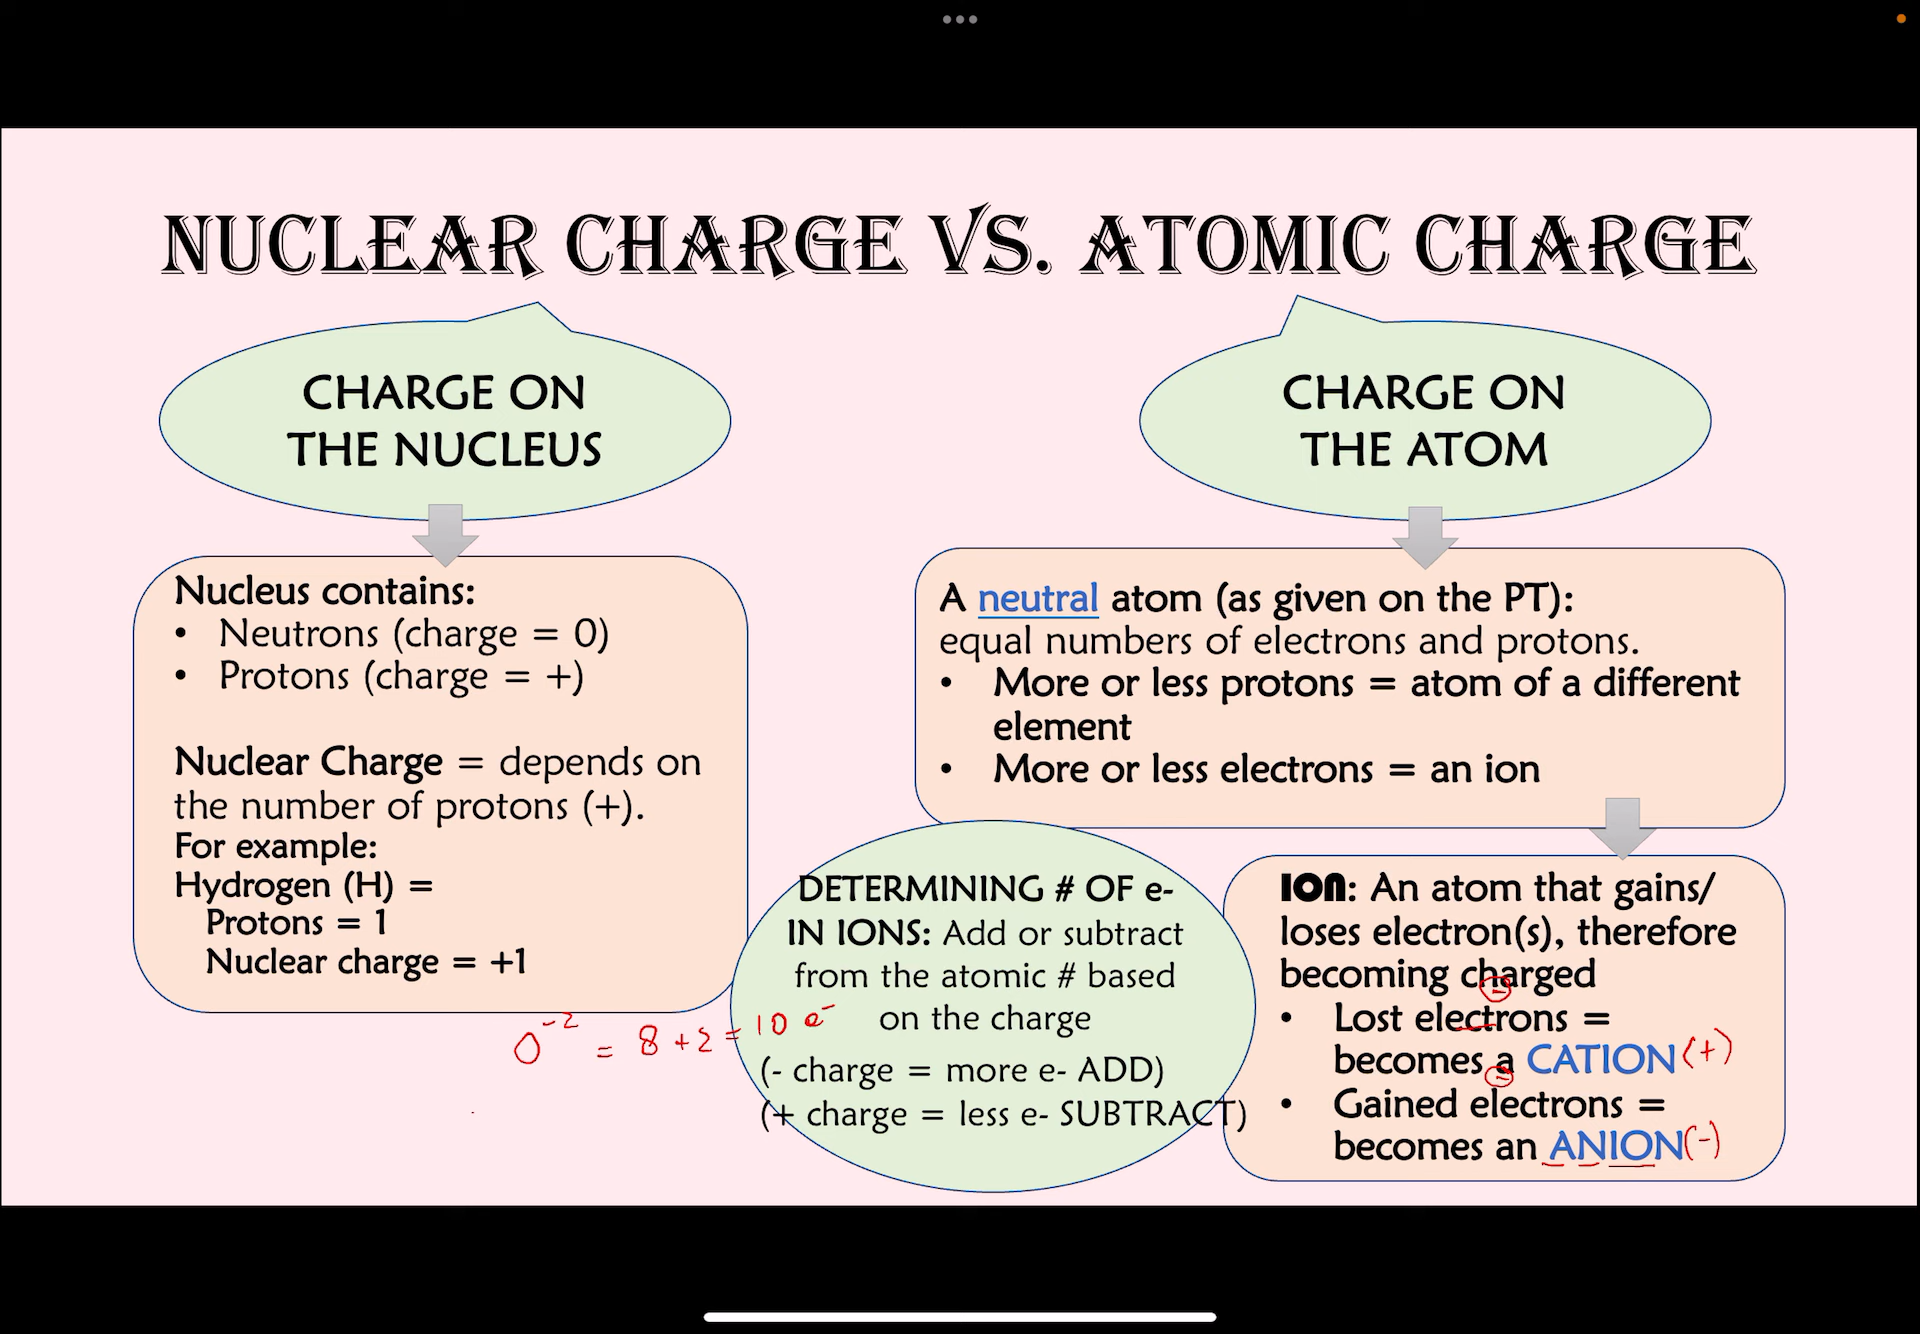 NUCLEAR CHARGE VS. ATOMIC CHARGE
CHARGE ON
THE NUCLEUS
Nucleus contains:
• Neutrons (charge = 0)
• Protons (charge = +)
Nuclear Charge = depends on
the number of protons (+).
For example:
Hydrogen (H) =
Protons = 1
Nuclear charge = +1
CHARGE ON
THE ATOM
A neutral atom (as given on the PT):
equal numbers of electrons and protons.
• More or less protons = atom of a different
element
• More or less electrons = an ion
DETERMINING # OF e-
IN IONS: Add or subtract
from the atomic # based
on the charge
(- charge = more e- ADD)
(+ charge = less e- SUBTRACT)
O⁻² = 8 + 2 = 10 e⁻
ION: An atom that gains/
loses electron(s), therefore
becoming charged
• Lost electrons =
becomes a CATION (+)
• Gained electrons =
becomes an ANION (-)